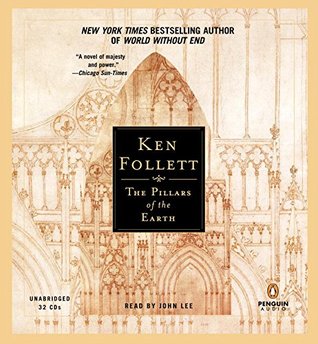 NEW YORK TIMES BESTSELLING AUTHOR
OF WORLD WITHOUT END
"A novel of majesty
and power."
—Chicago Sun-Times
KEN
FOLLETT
THE PILLARS
of the
EARTH
UNABRIDGED
32 CDs
READ BY JOHN LEE
PENGUIN
AUDIO